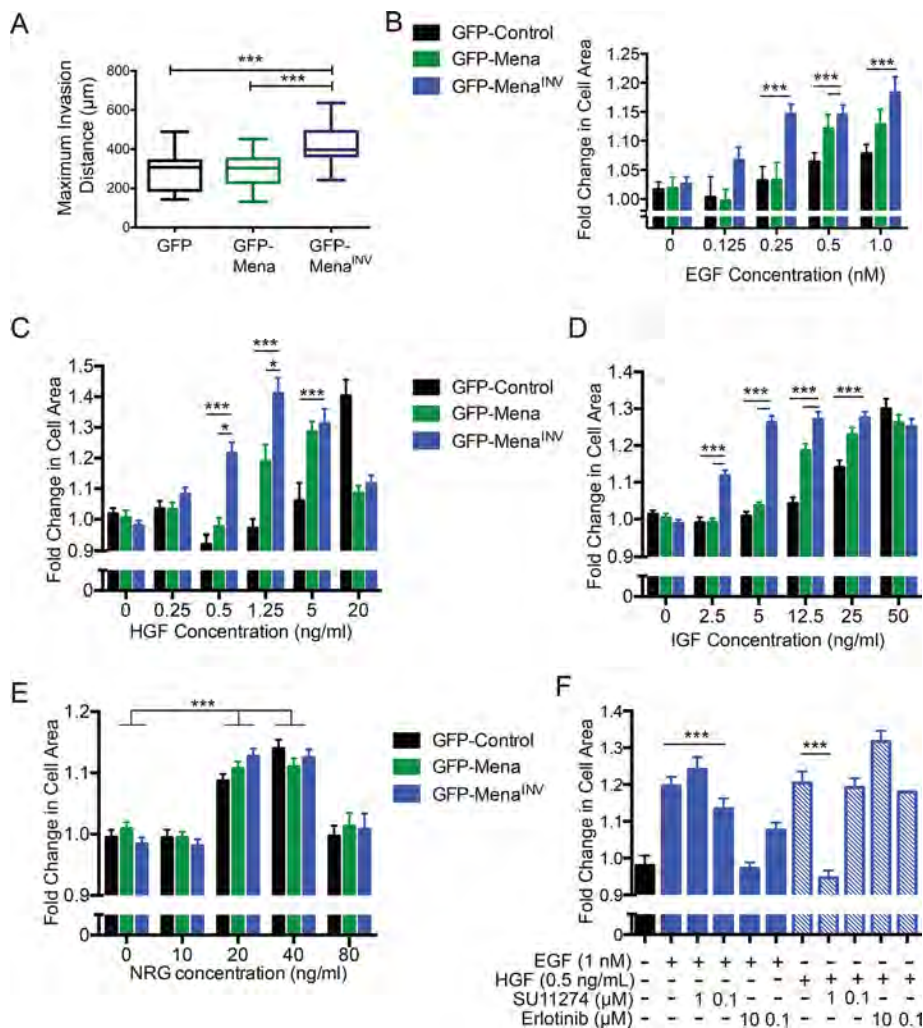 A
Maximum Invasion
Distance (µm)
800
600
400
200
0
***
***
GFP
GFP-
Mena
GFP-
Mena^INV
B
GFP-Control
GFP-Mena
GFP-Mena^INV
Fold Change in Cell Area
1.25
1.20
1.15
1.10
1.05
1.00
***
***
***
0 0.125 0.25 0.5 1.0
EGF Concentration (nM)
C
Fold Change in Cell Area
1.5
1.4
1.3
1.2
1.1
1.0
0.9
0
***
*
***
*
***
0 0.25 0.5 1.25 5 20
HGF Concentration (ng/ml)
GFP-Control
GFP-Mena
GFP-Mena^INV
D
Fold Change in Cell Area
1.4
1.3
1.2
1.1
1.0
0.9
0
***
***
***
***
0 2.5 5 12.5 25 50
IGF Concentration (ng/ml)
E
Fold Change in Cell Area
1.2
1.1
1.0
0.9
0
***
0 10 20 40 80
NRG concentration (ng/ml)
GFP-Control
GFP-Mena
GFP-Mena^INV
F
Fold Change in Cell Area
1.4
1.3
1.2
1.1
1.0
0.9
0
***
***
EGF (1 nM) - + + + + + - - - - -
HGF (0.5 ng/mL) - - - - - - + + + + +
SU11274 (µM) - - 1 0.1 - - - 1 0.1 - -
Erlotinib (µM) - - - - 10 0.1 - - - 10 0.1